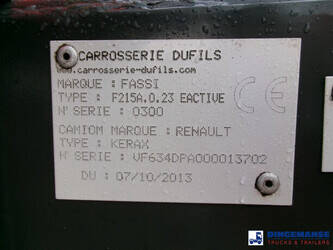 CARROSSERIE DUFILS
www.carrosserie-dufils.com
MARQUE : FASSI
TYPE : F215A.0.23 EACTIVE
N° SERIE : 0300
CAMION MARQUE : RENAULT
TYPE : KERAX
N° SERIE : VF634DPA000013702
DU : 07/10/2013
CE
DINGEMANSE
TRUCKS & TRAILERS